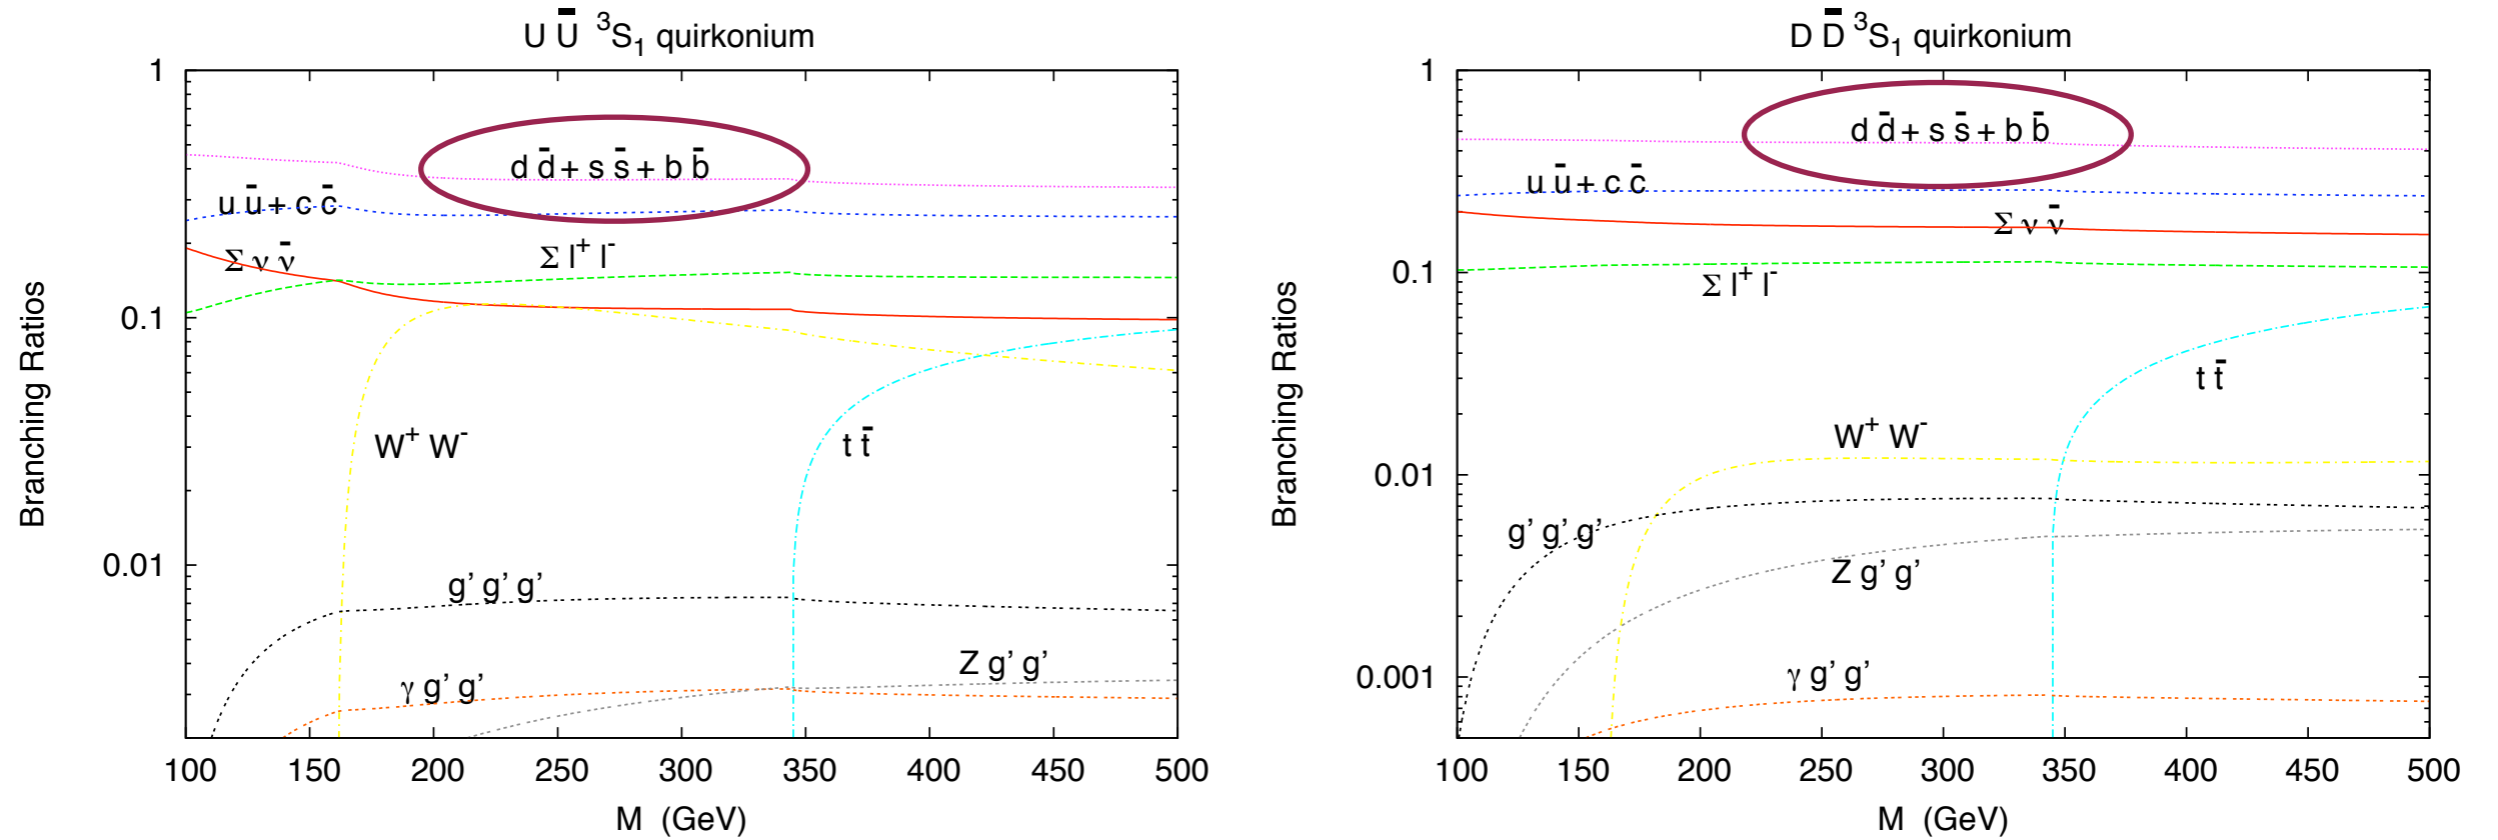 U Ū ³S₁ quirkonium
1
0.1
0.01
Branching Ratios
d d̄ + s s̄ + b b̄
u ū + c c̄
Σ ν ν̄
Σ l⁺ l⁻
W⁺ W⁻
t t̄
g’ g’ g’
Z g’ g’
γ g’ g’
100 150 200 250 300 350 400 450 500
M (GeV)
D D̄ ³S₁ quirkonium
1
0.1
0.01
0.001
Branching Ratios
d d̄ + s s̄ + b b̄
u ū + c c̄
Σ ν ν̄
Σ l⁺ l⁻
t t̄
W⁺ W⁻
g’ g’ g’
Z g’ g’
γ g’ g’
100 150 200 250 300 350 400 450 500
M (GeV)